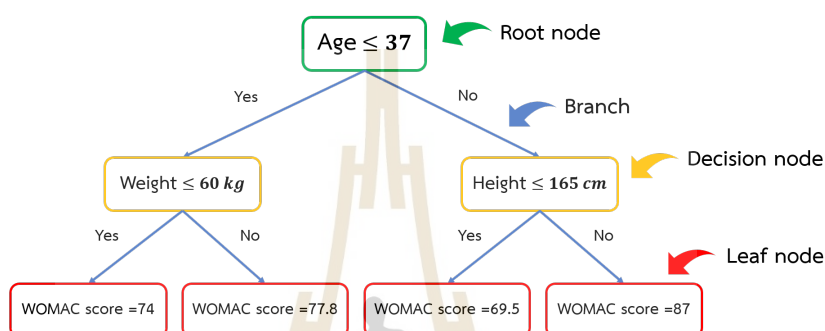 Age ≤ 37
Root node
Yes
No
Branch
Decision node
Weight ≤ 60 kg
Height ≤ 165 cm
Yes
No
Yes
No
Leaf node
WOMAC score =74
WOMAC score =77.8
WOMAC score =69.5
WOMAC score =87